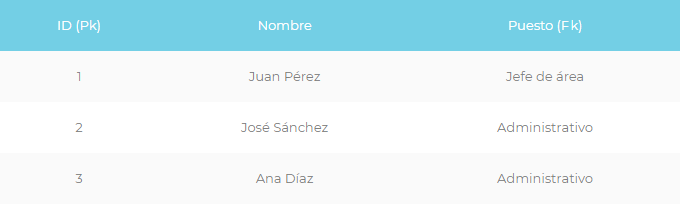 ID (Pk) Nombre Puesto (Fk)
1 Juan Pérez Jefe de área
2 José Sánchez Administrativo
3 Ana Díaz Administrativo